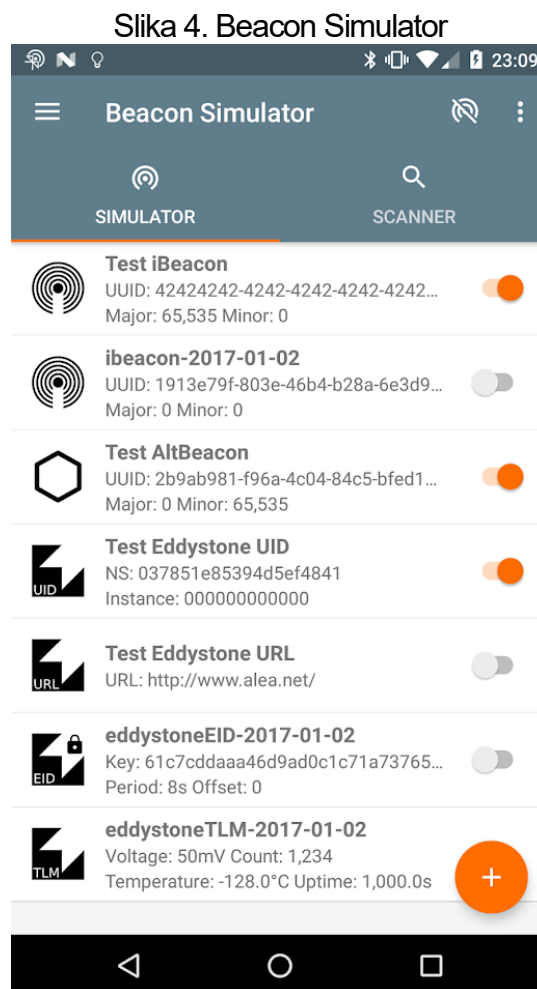 Slika 4. Beacon Simulator
23:09
Beacon Simulator
SIMULATOR
SCANNER
Test iBeacon
UUID: 42424242-4242-4242-4242-4242...
Major: 65,535 Minor: 0
ibeacon-2017-01-02
UUID: 1913e79f-803e-46b4-b28a-6e3d9...
Major: 0 Minor: 0
Test AltBeacon
UUID: 2b9ab981-f96a-4c04-84c5-bfed1...
Major: 0 Minor: 65,535
Test Eddystone UID
UID
NS: 037851e85394d5ef4841
Instance: 000000000000
Test Eddystone URL
URL
URL: http://www.alea.net/
eddystoneEID-2017-01-02
EID
Key: 61c7cddaaa46d9ad0c1c71a73765...
Period: 8s Offset: 0
eddystoneTLM-2017-01-02
TLM
Voltage: 50mV Count: 1,234
Temperature: -128.0°C Uptime: 1,000.0s